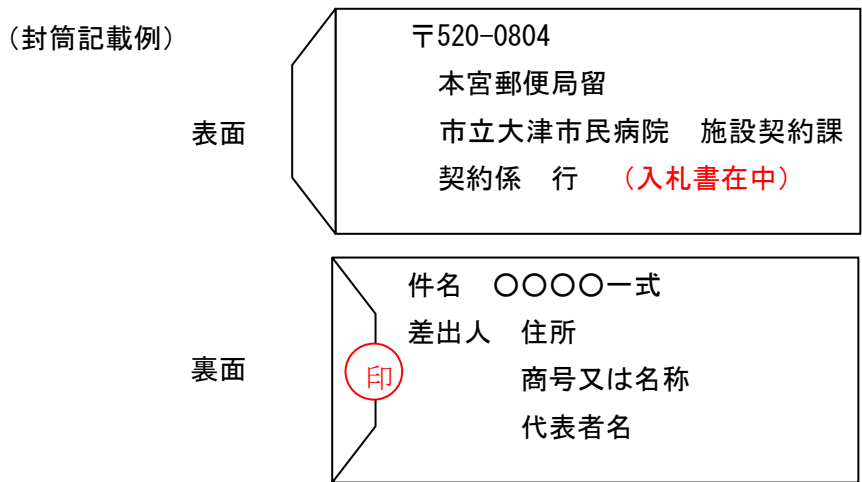 (封筒記載例)
〒520-0804
本宮郵便局留
表面
市立大津市民病院 施設契約課
契約係 行 (入札書在中)
件名 〇〇〇〇一式
差出人 住所
裏面
印
商号又は名称
代表者名